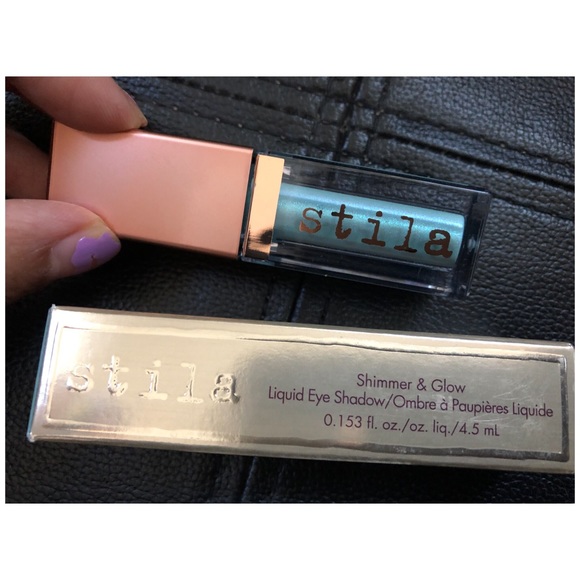 stila
stila
Shimmer & Glow
Liquid Eye Shadow/Ombre à Paupières Liquide
0.153 fl. oz./oz. liq./4.5 mL